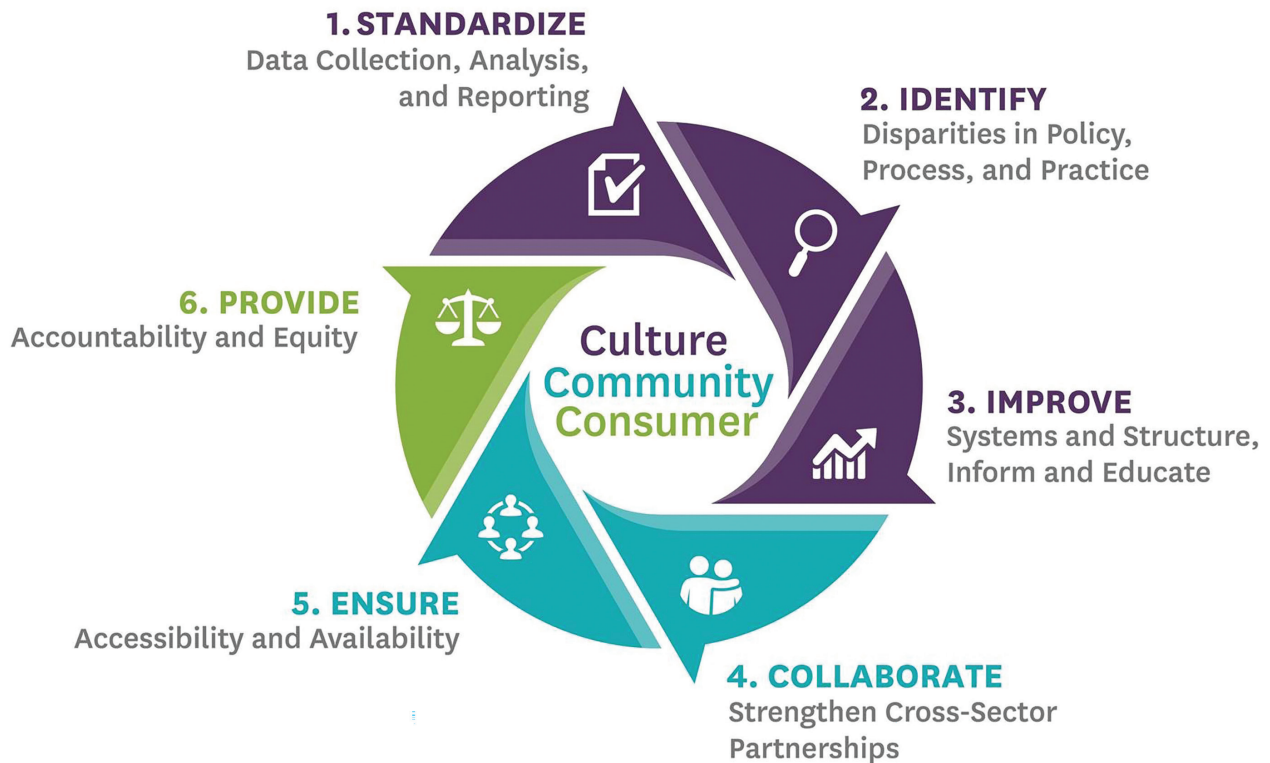 1. STANDARDIZE
Data Collection, Analysis,
and Reporting
2. IDENTIFY
Disparities in Policy,
Process, and Practice
3. IMPROVE
Systems and Structure,
Inform and Educate
4. COLLABORATE
Strengthen Cross-Sector
Partnerships
5. ENSURE
Accessibility and Availability
6. PROVIDE
Accountability and Equity
Culture
Community
Consumer